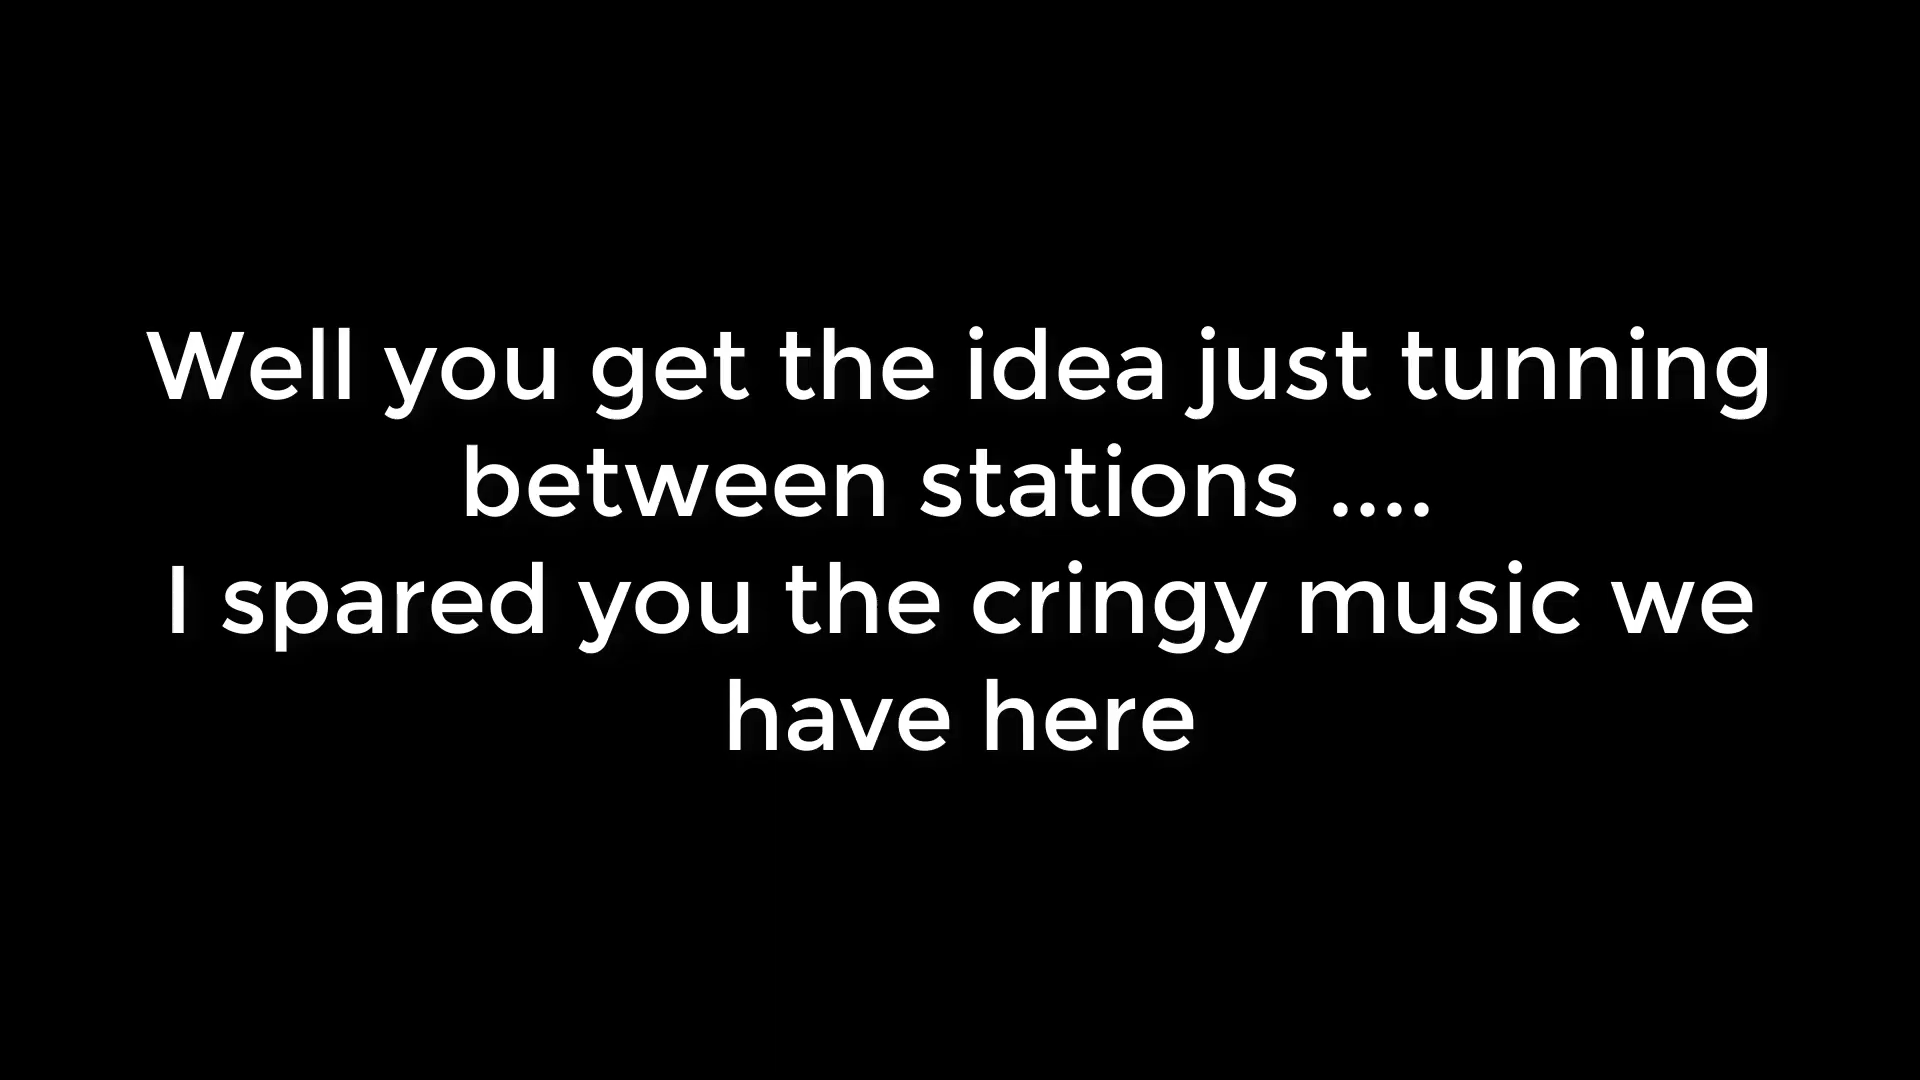 Well you get the idea just tunning
between stations ....
I spared you the cringy music we
have here